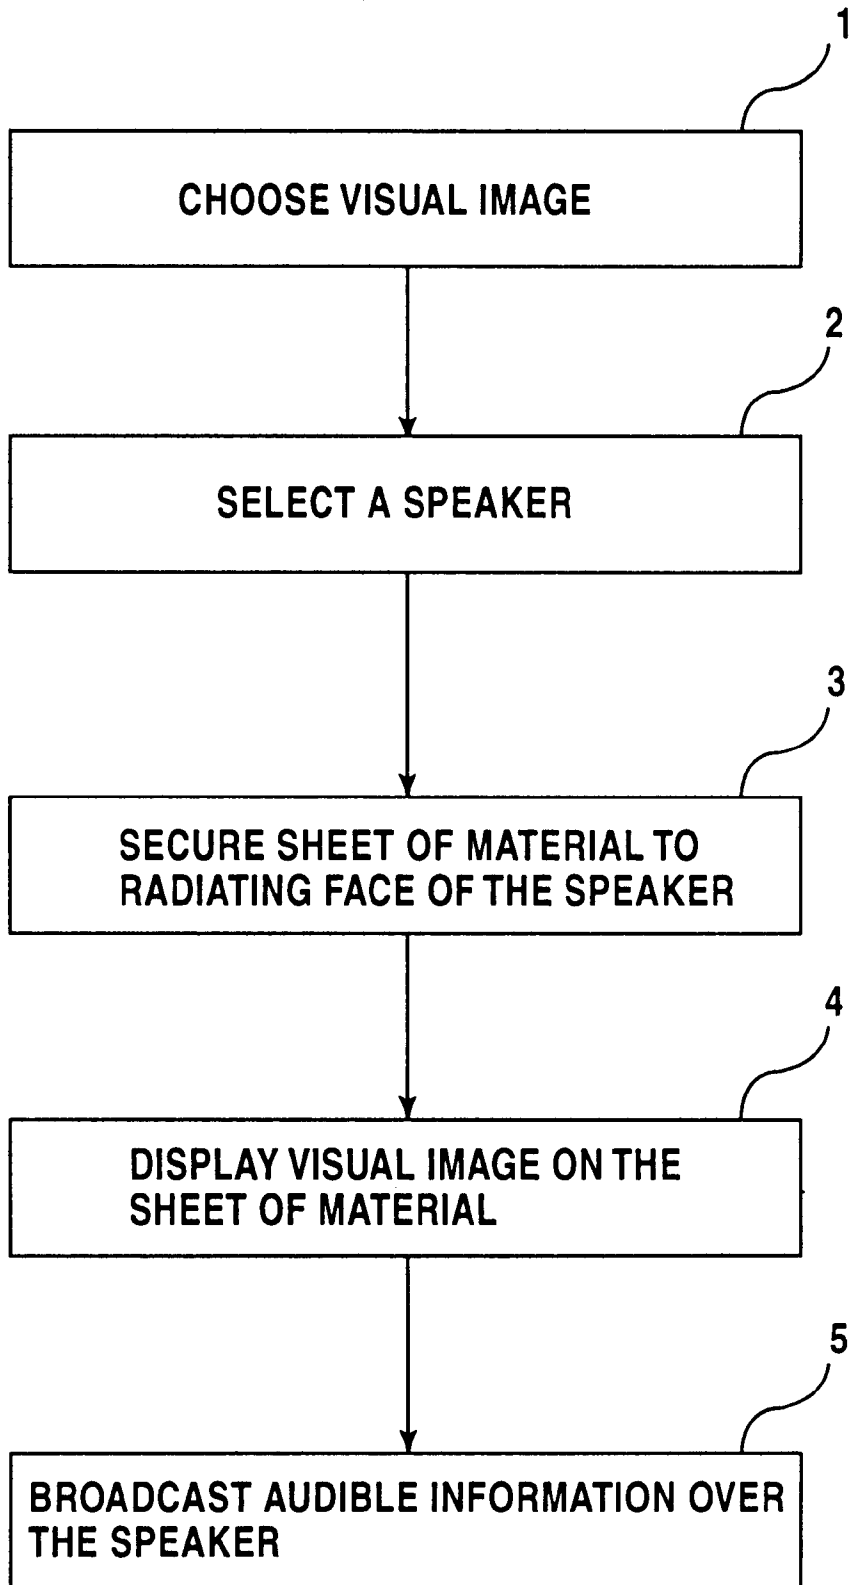 1
CHOOSE VISUAL IMAGE
2
SELECT A SPEAKER
3
SECURE SHEET OF MATERIAL TO
RADIATING FACE OF THE SPEAKER
4
DISPLAY VISUAL IMAGE ON THE
SHEET OF MATERIAL
5
BROADCAST AUDIBLE INFORMATION OVER
THE SPEAKER